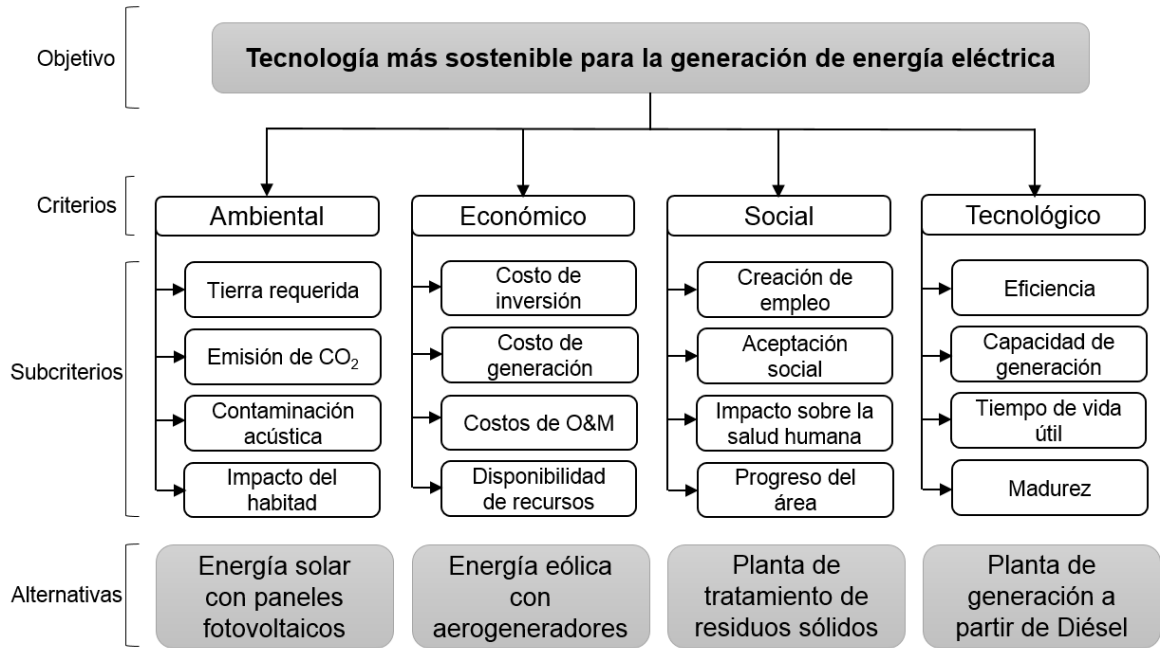 Objetivo
Tecnología más sostenible para la generación de energía eléctrica
Criterios
Ambiental
Económico
Social
Tecnológico
Subcriterios
Tierra requerida
Emisión de CO₂
Contaminación
acústica
Impacto del
habitad
Costo de
inversión
Costo de
generación
Costos de O&M
Disponibilidad
de recursos
Creación de
empleo
Aceptación
social
Impacto sobre la
salud humana
Progreso del
área
Eficiencia
Capacidad de
generación
Tiempo de vida
útil
Madurez
Alternativas
Energía solar
con paneles
fotovoltaicos
Energía eólica
con
aerogeneradores
Planta de
tratamiento de
residuos sólidos
Planta de
generación a
partir de Diésel